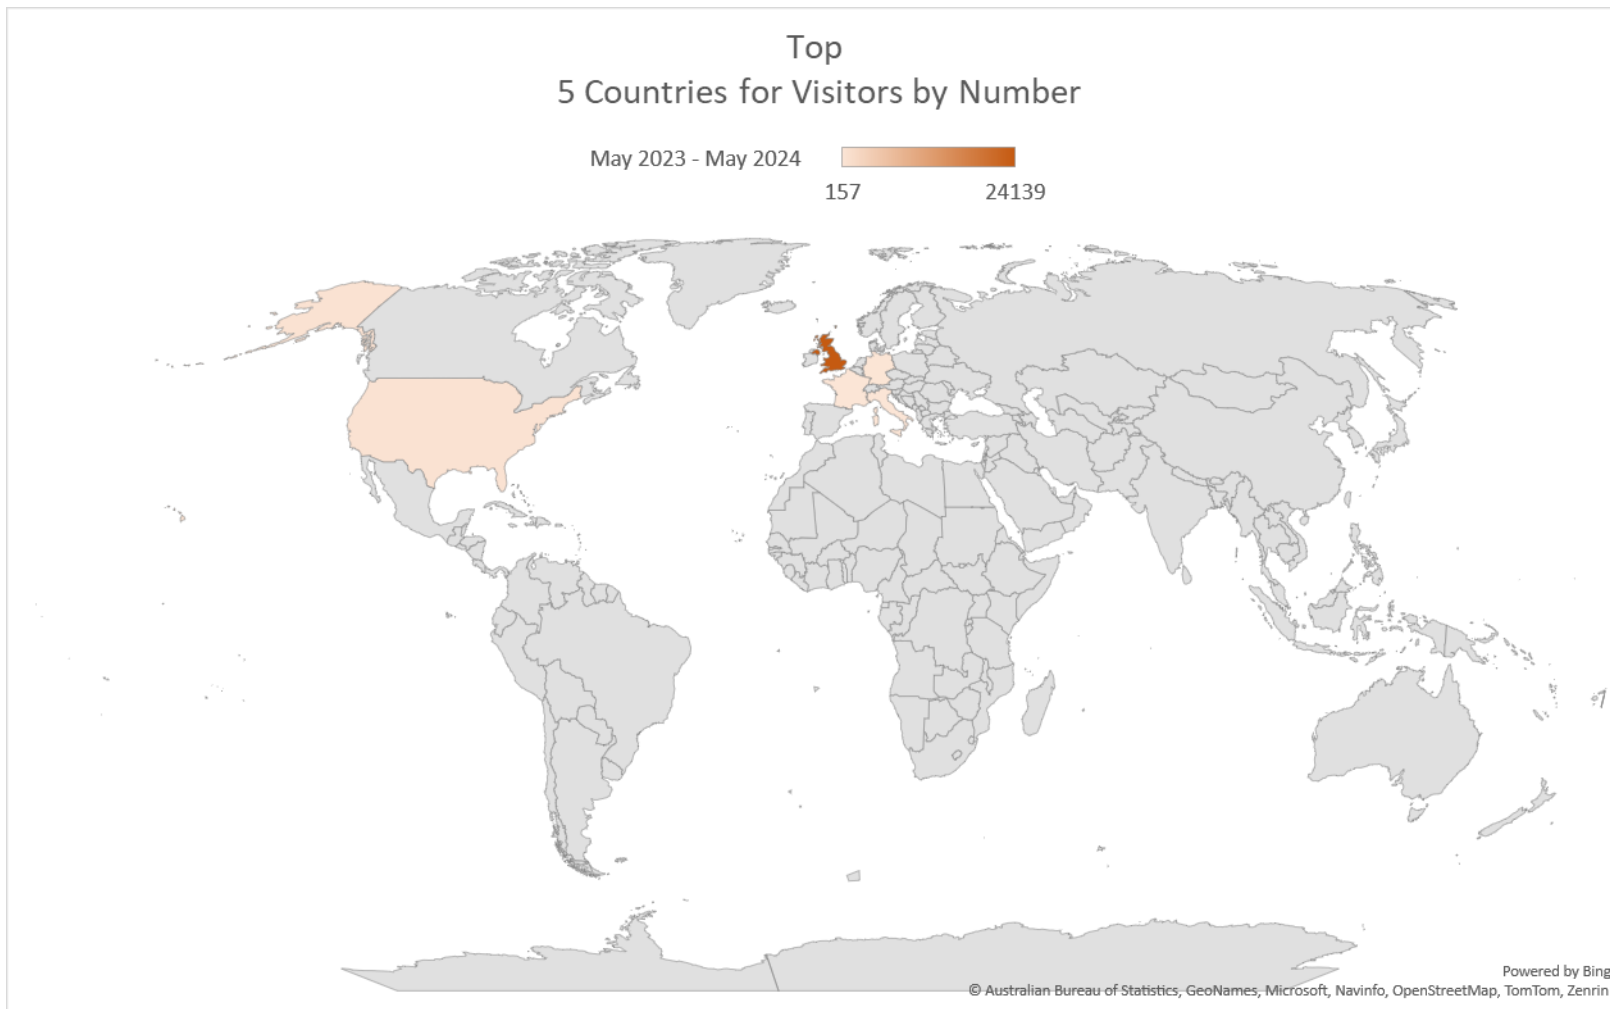 Top
5 Countries for Visitors by Number
May 2023 - May 2024
157 24139
Powered by Bing
© Australian Bureau of Statistics, GeoNames, Microsoft, Navinfo, OpenStreetMap, TomTom, Zenrin